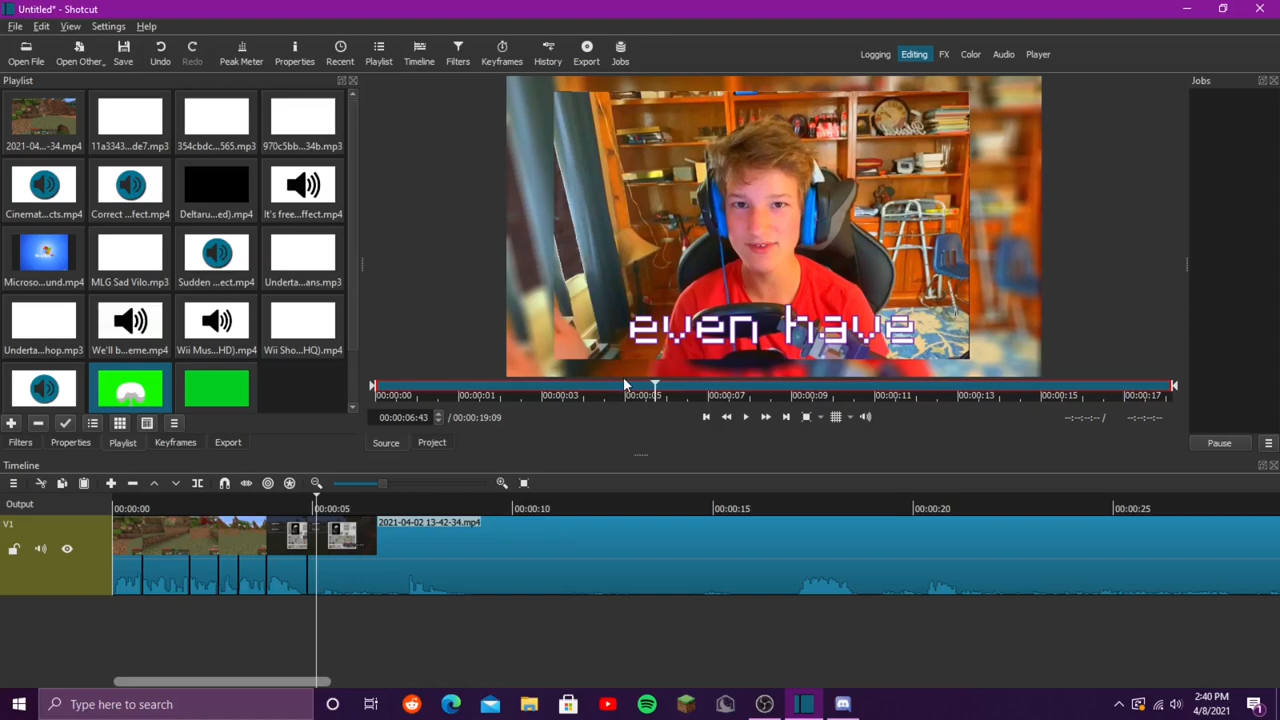 Untitled* - Shotcut
File Edit View Settings Help
Open File Open Other... Save Undo Redo Peak Meter Properties Recent Playlist Timeline Filters Keyframes History Export Jobs
Logging Editing FX Color Audio Player
Playlist
Jobs
2021-04...-34.mp4 11a3343...de7.mp3 354cbdc...565.mp3 970c5bb...34b.mp3
Cinemat...cts.mp4 Correct ...ffect.mp4 Deltaru...ed).mp4 It's free...ffect.mp4
Microso...und.mp4 MLG Sad Vilo.mp3 Sudden ...ect.mp4 Underta...ans.mp3
Underta...hop.mp3 We'll b...eme.mp4 Wii Mus...HD).mp4 Wii Sho...HQ).mp4
even have
00:00:00 00:00:01 00:00:03 00:00:05 00:00:07 00:00:09 00:00:11 00:00:13 00:00:15 00:00:17
00:00:06:43 / 00:00:19:09
--:--:--:-- / --:--:--:--
Filters Properties Playlist Keyframes Export
Source Project
Pause
Timeline
Output
00:00:00 00:00:05 00:00:10 00:00:15 00:00:20 00:00:25
V1
2021-04-02 13-42-34.mp4
Type here to search
2:40 PM
4/8/2021
1